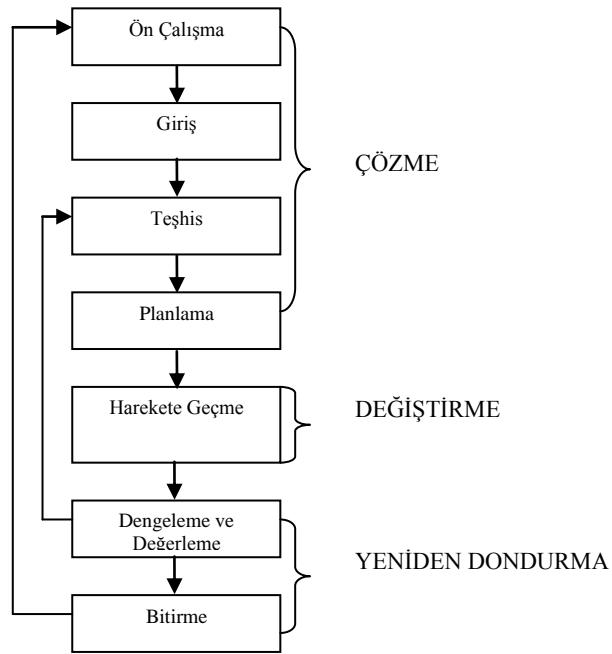 Ön Çalışma
Giriş
ÇÖZME
Teşhis
Planlama
Harekete Geçme
DEĞİŞTİRME
Dengeleme ve
Değerleme
YENİDEN DONDURMA
Bitirme